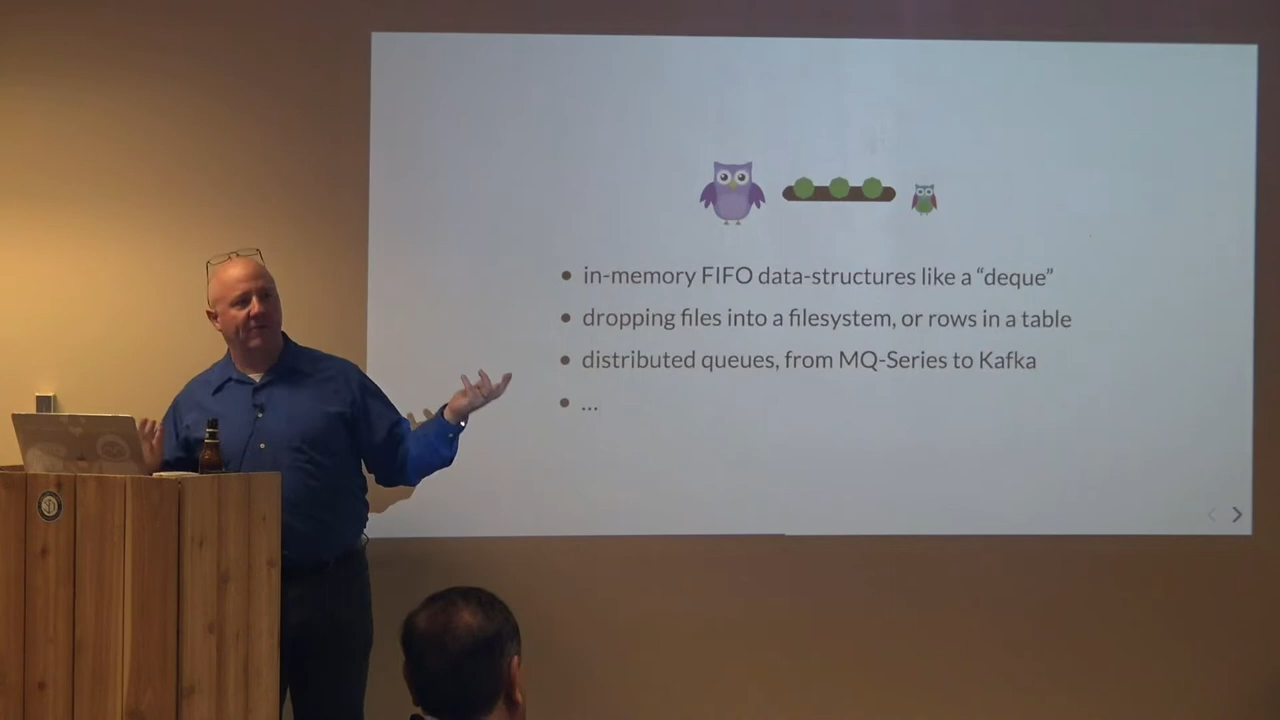 in-memory FIFO data-structures like a “deque”
dropping files into a filesystem, or rows in a table
distributed queues, from MQ-Series to Kafka
...